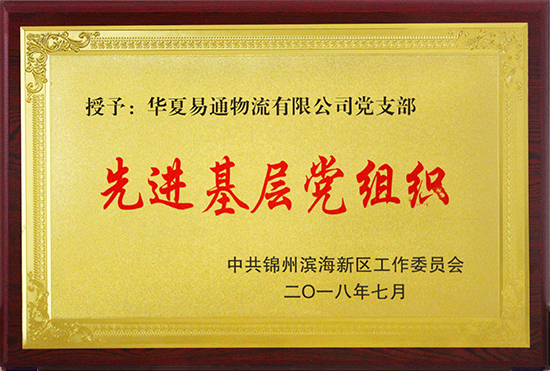 授予：华夏易通物流有限公司党支部
先进基层党组织
中共锦州滨海新区工作委员会
二〇一八年七月